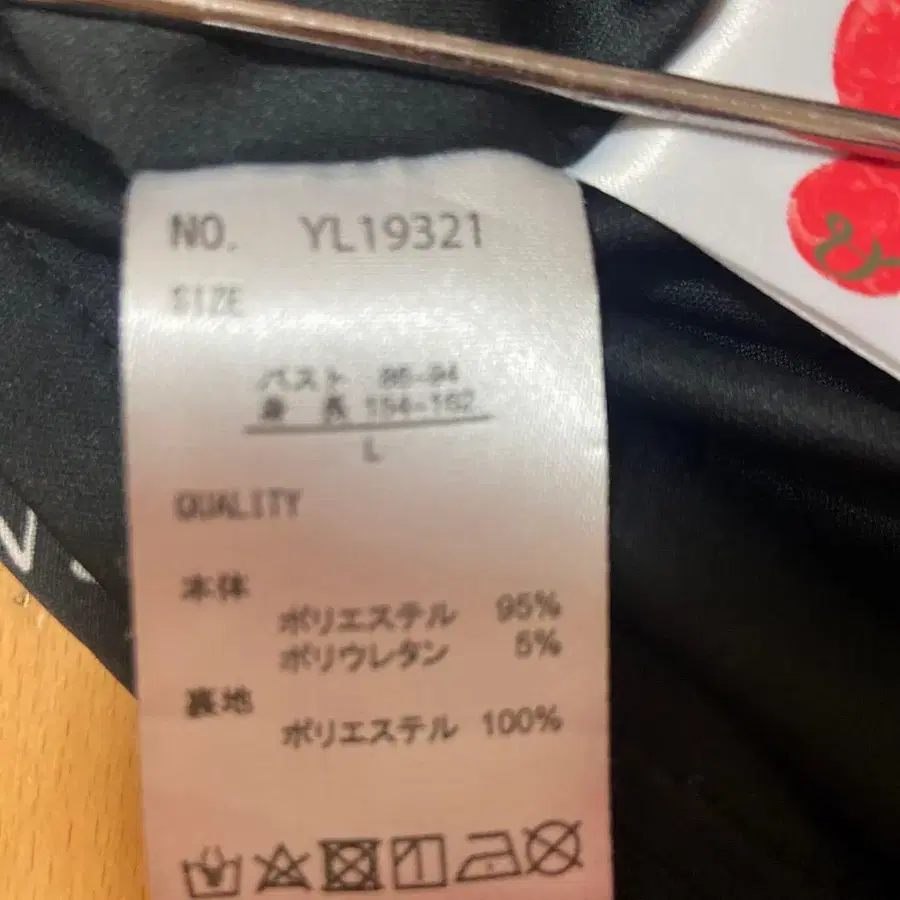 NO. YL19321
SIZE
バスト 86-94
身 長 154-162
L
QUALITY
本体
ポリエステル 95%
ポリウレタン 5%
裏地
ポリエステル 100%